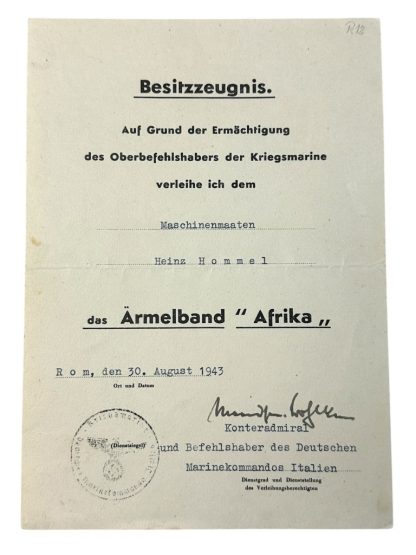 R12
Besitzzeugnis.
Auf Grund der Ermächtigung
des Oberbefehlshabers der Kriegsmarine
verleihe ich dem
Maschinenmaaten
Heinz Hommel
das Ärmelband " Afrika „
Rom, den 30. August 1943
Ort und Datum
Konteradmiral
(Dienstsiegel)
und Befehlshaber des Deutschen
Marinekommandos Italien
Dienstgrad und Dienststellung
des Verleihungsberechtigten